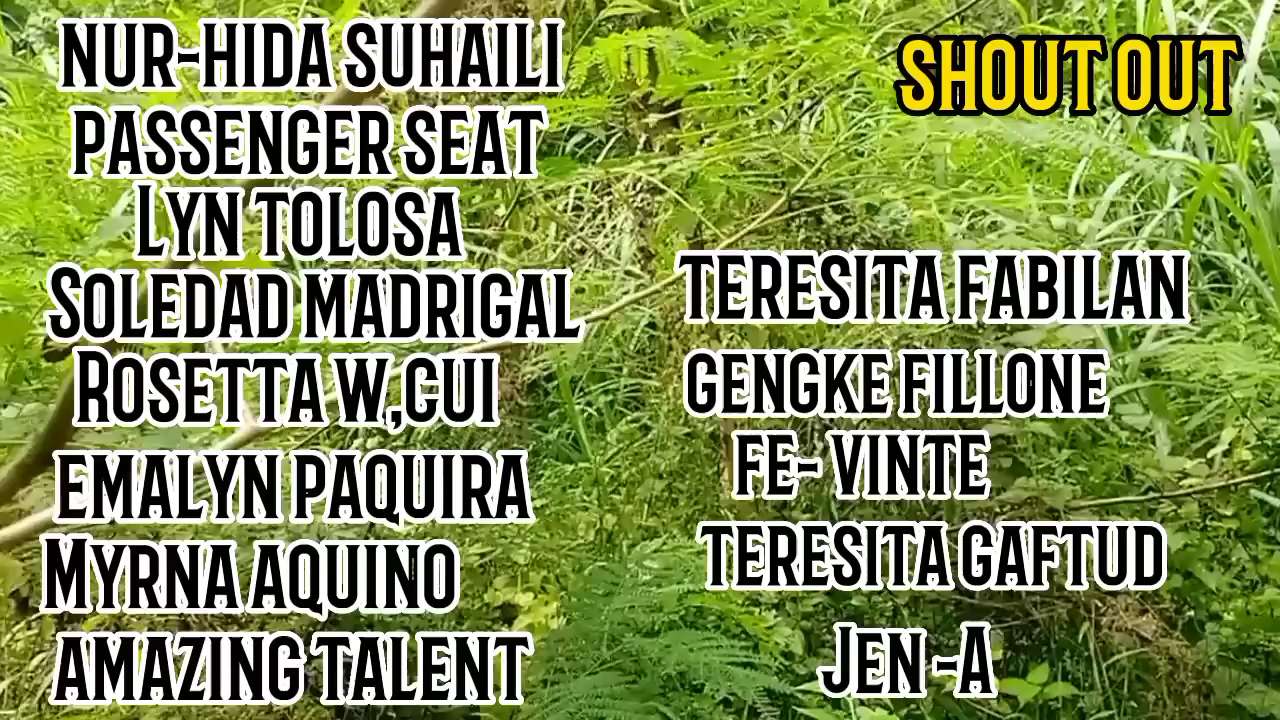 SHOUT OUT
NUR-HIDA SUHAILI
PASSENGER SEAT
LYN TOLOSA
SOLEDAD MADRIGAL
ROSETTA W,CUI
EMALYN PAQUIRA
MYRNA AQUINO
AMAZING TALENT
TERESITA FABILAN
GENGKE FILLONE
FE- VINTE
TERESITA GAFTUD
JEN -A